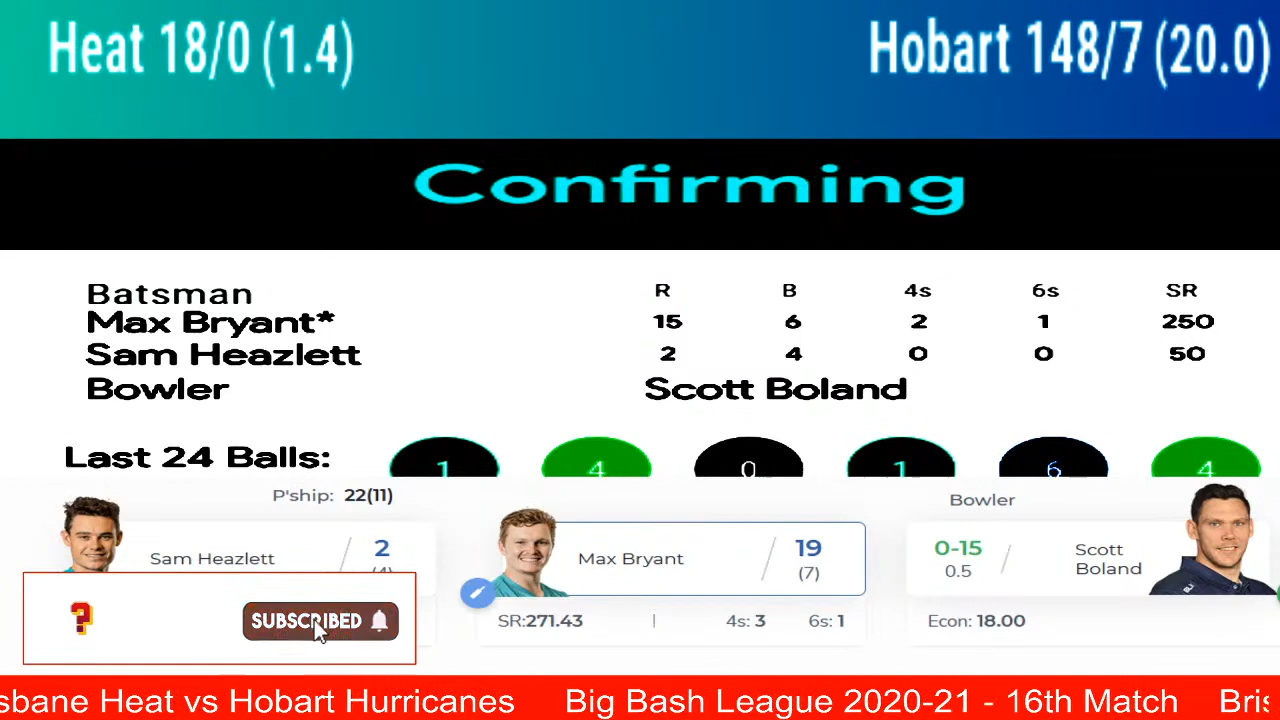 Heat 18/0 (1.4) Hobart 148/7 (20.0)
Confirming
Batsman R B 4s 6s SR
Max Bryant* 15 6 2 1 250
Sam Heazlett 2 4 0 0 50
Bowler Scott Boland
Last 24 Balls: 1 4 0 1 6 4
P'ship: 22(11) Bowler
Sam Heazlett 2 (4)
Max Bryant 19 (7)
0-15 0.5 Scott Boland
? SUBSCRIBED
SR:271.43 4s: 3 6s: 1 Econ: 18.00
sbane Heat vs Hobart Hurricanes Big Bash League 2020-21 - 16th Match Bris